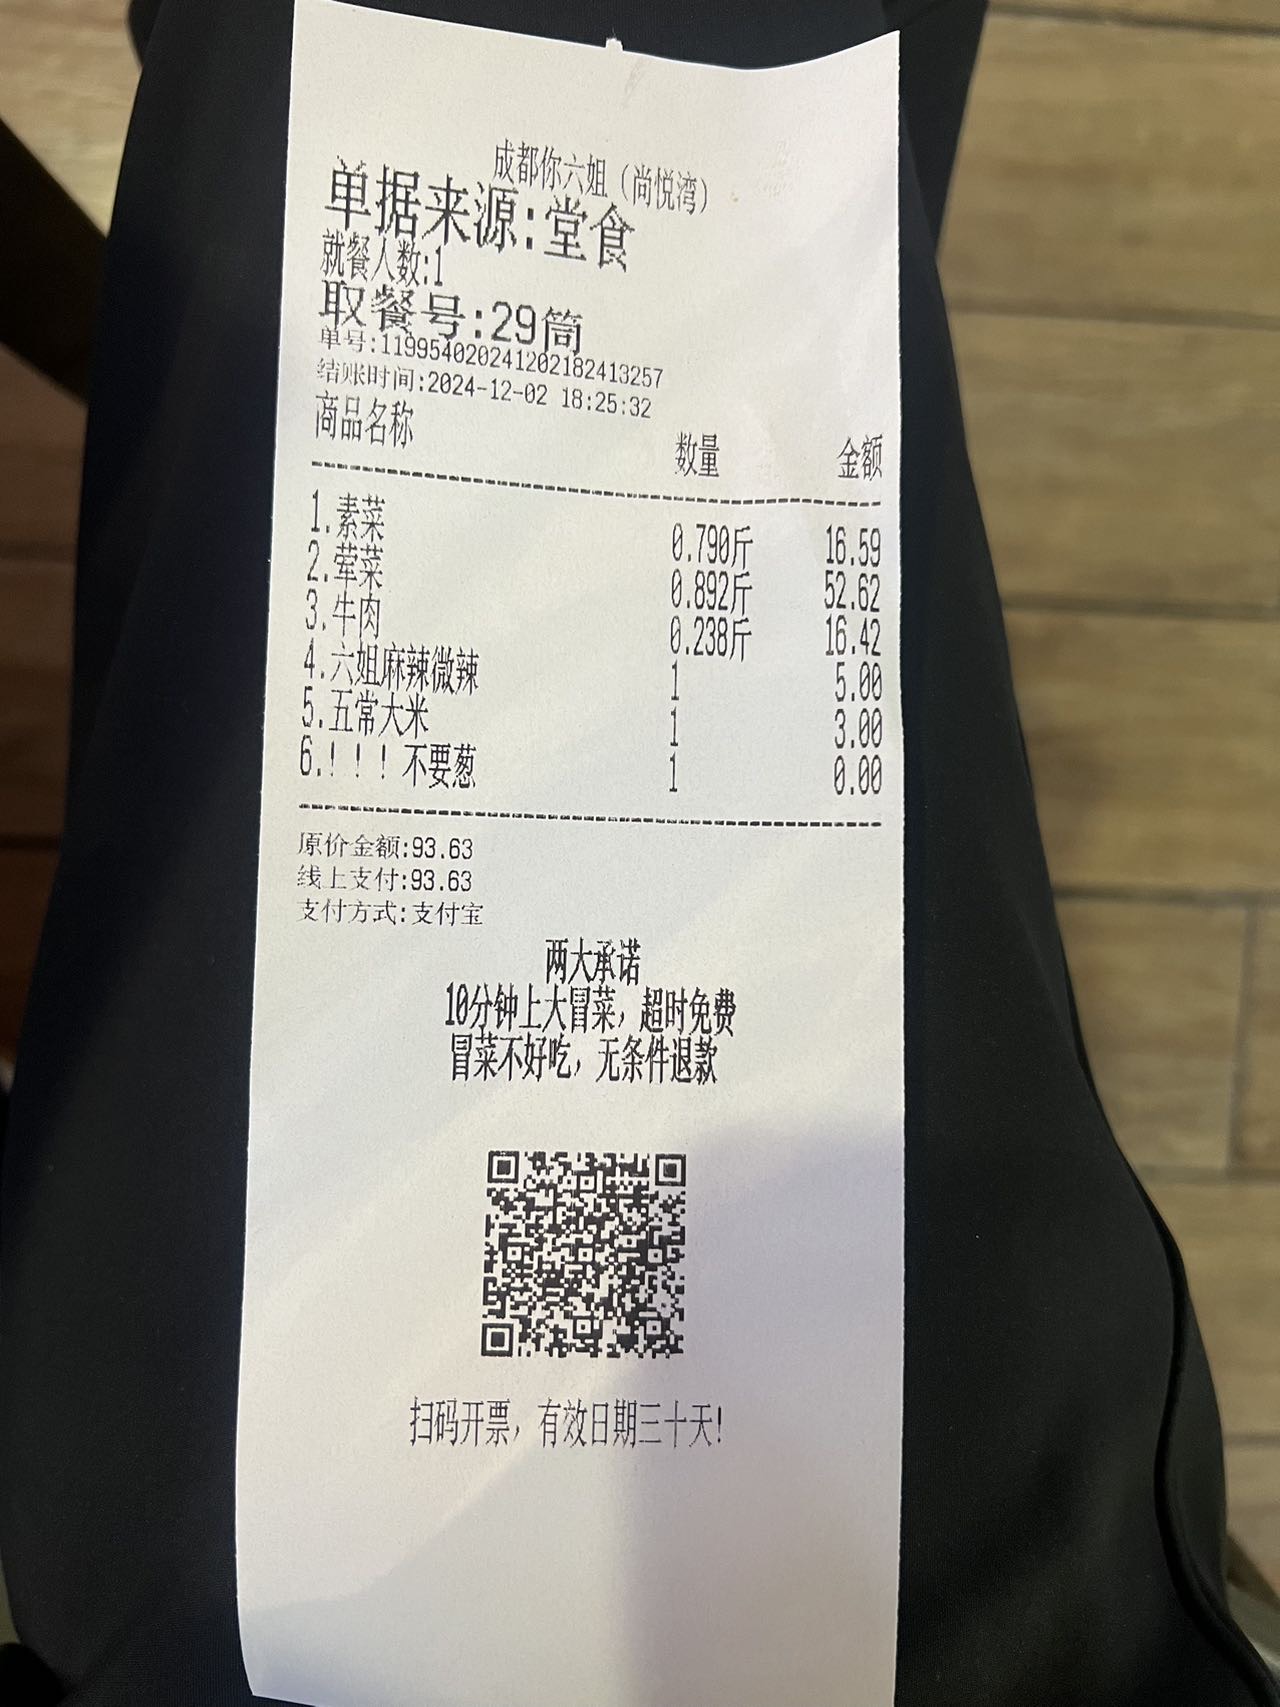 成都你六姐（尚悦湾）
单据来源:堂食
就餐人数:1
取餐号:29筒
单号:119954020241202182413257
结账时间:2024-12-02 18:25:32
商品名称 数量 金额
1.素菜 0.790斤 16.59
2.荤菜 0.892斤 52.62
3.牛肉 0.238斤 16.42
4.六姐麻辣微辣 1 5.00
5.五常大米 1 3.00
6.！！！不要葱 1 0.00
原价金额:93.63
线上支付:93.63
支付方式:支付宝
两大承诺
10分钟上大冒菜，超时免费
冒菜不好吃，无条件退款
扫码开票，有效日期三十天!